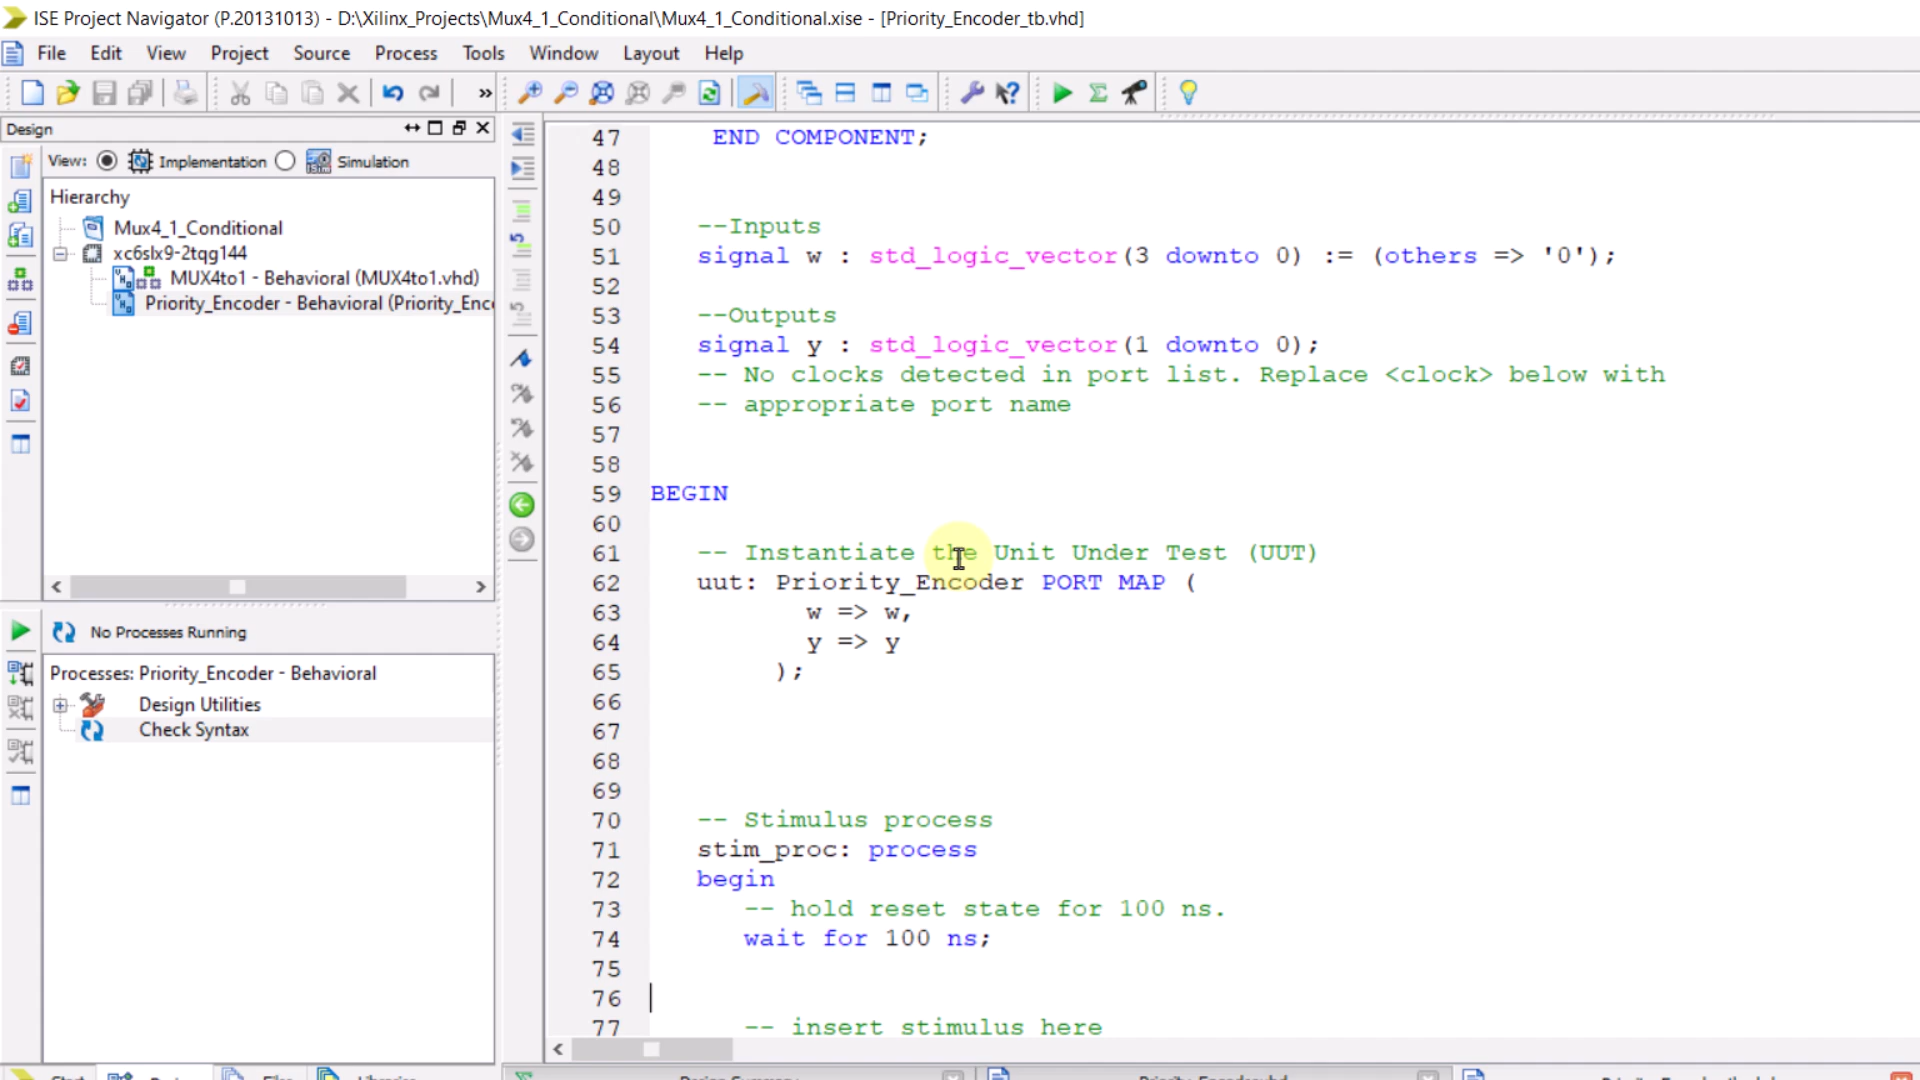 ISE Project Navigator (P.20131013) - D:\Xilinx_Projects\Mux4_1_Conditional\Mux4_1_Conditional.xise - [Priority_Encoder_tb.vhd]
File Edit View Project Source Process Tools Window Layout Help
»
Design
View: Implementation Simulation
Hierarchy
Mux4_1_Conditional
xc6slx9-2tqg144
MUX4to1 - Behavioral (MUX4to1.vhd)
Priority_Encoder - Behavioral (Priority_Enc
No Processes Running
Processes: Priority_Encoder - Behavioral
Design Utilities
Check Syntax
47 END COMPONENT;
48
49
50 --Inputs
51 signal w : std_logic_vector(3 downto 0) := (others => '0');
52
53 --Outputs
54 signal y : std_logic_vector(1 downto 0);
55 -- No clocks detected in port list. Replace <clock> below with
56 -- appropriate port name
57
58
59 BEGIN
60
61 -- Instantiate the Unit Under Test (UUT)
62 uut: Priority_Encoder PORT MAP (
63 w => w,
64 y => y
65 );
66
67
68
69
70 -- Stimulus process
71 stim_proc: process
72 begin
73 -- hold reset state for 100 ns.
74 wait for 100 ns;
75
76
77 -- insert stimulus here